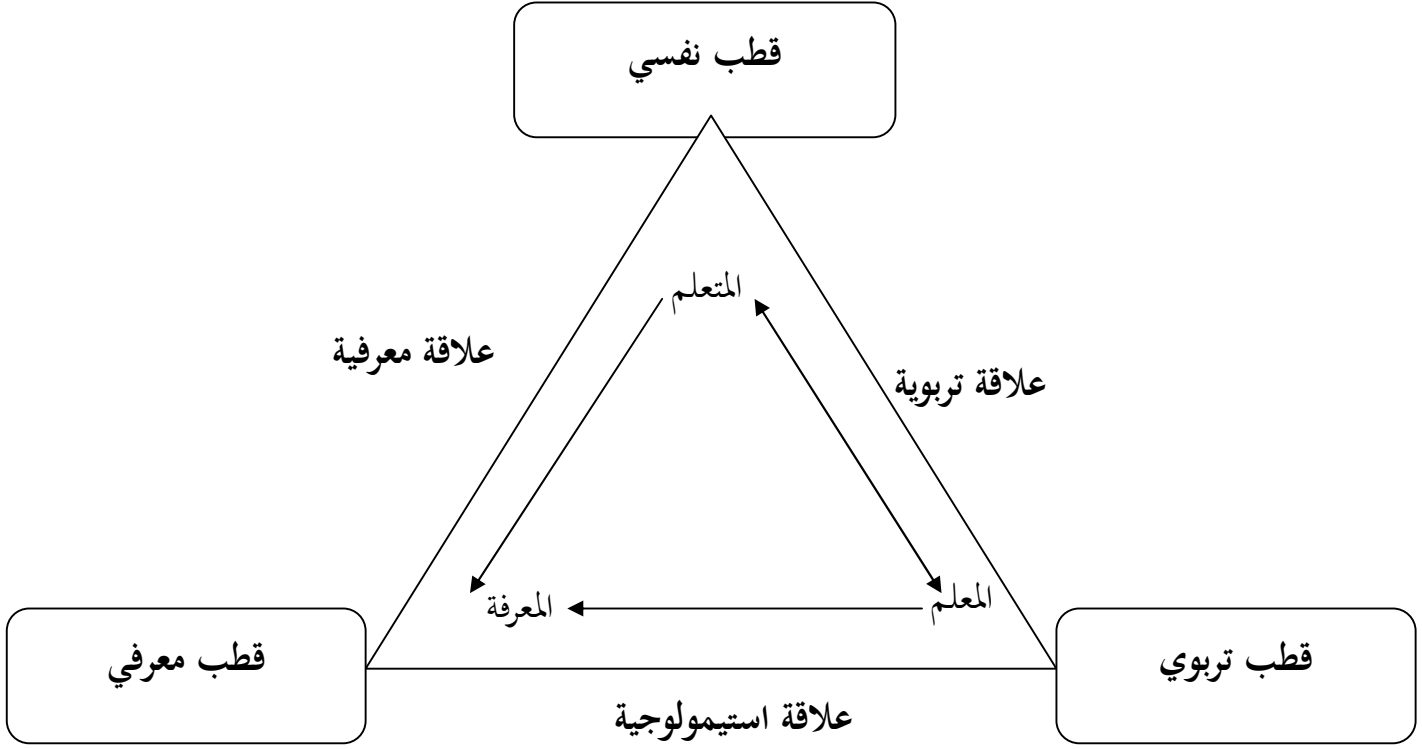 قطب نفسي
المتعلم
علاقة معرفية
علاقة تربوية
المعلم
المعرفة
قطب تربوي
قطب معرفي
علاقة استيمولوجية